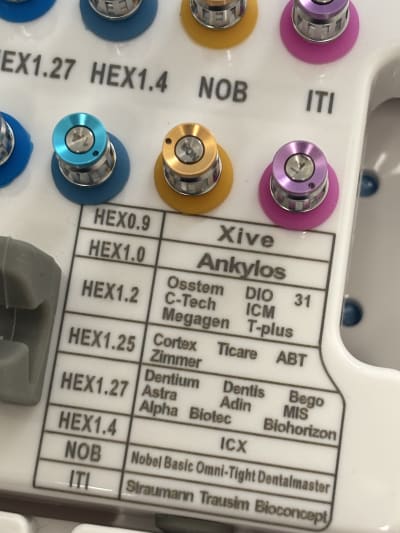 HEX1.27 HEX1.4 NOB ITI
HEX0.9 Xive
HEX1.0 Ankylos
HEX1.2 Osstem DIO 31
C-Tech ICM
Megagen T-plus
HEX1.25 Cortex Ticare ABT
Zimmer
HEX1.27 Dentium Dentis Bego
Astra Adin MIS
Alpha Biotec Biohorizon
HEX1.4 ICX
NOB Nobel Basic Omni-Tight Dentalmaster
ITI Straumann Trausim Bioconcept